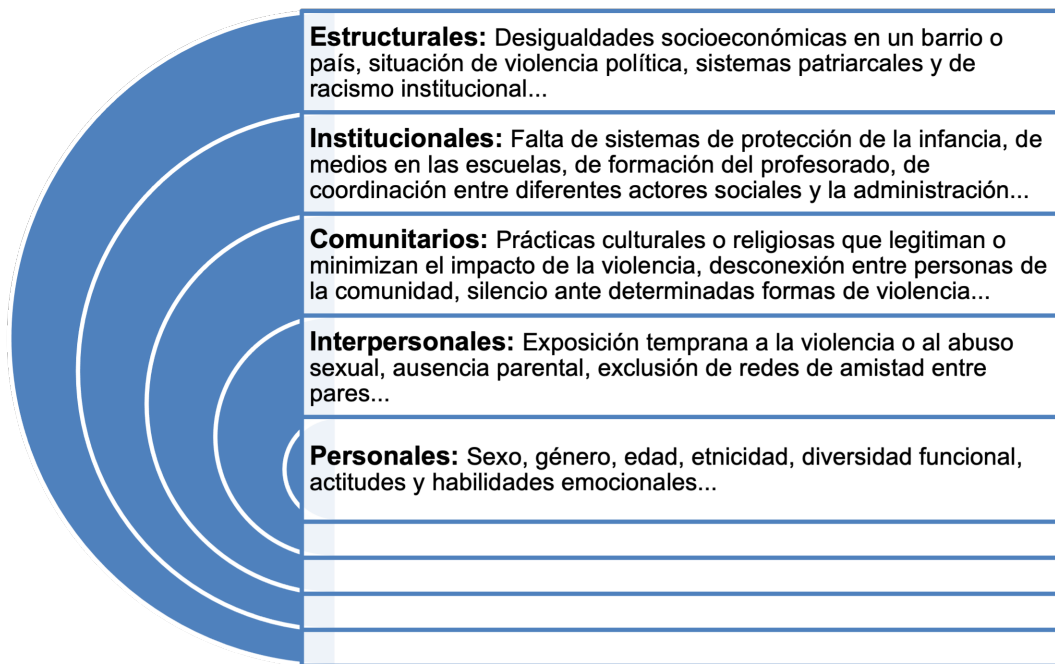 Estructurales: Desigualdades socioeconómicas en un barrio o
país, situación de violencia política, sistemas patriarcales y de
racismo institucional...
Institucionales: Falta de sistemas de protección de la infancia, de
medios en las escuelas, de formación del profesorado, de
coordinación entre diferentes actores sociales y la administración...
Comunitarios: Prácticas culturales o religiosas que legitiman o
minimizan el impacto de la violencia, desconexión entre personas de
la comunidad, silencio ante determinadas formas de violencia...
Interpersonales: Exposición temprana a la violencia o al abuso
sexual, ausencia parental, exclusión de redes de amistad entre
pares...
Personales: Sexo, género, edad, etnicidad, diversidad funcional,
actitudes y habilidades emocionales...